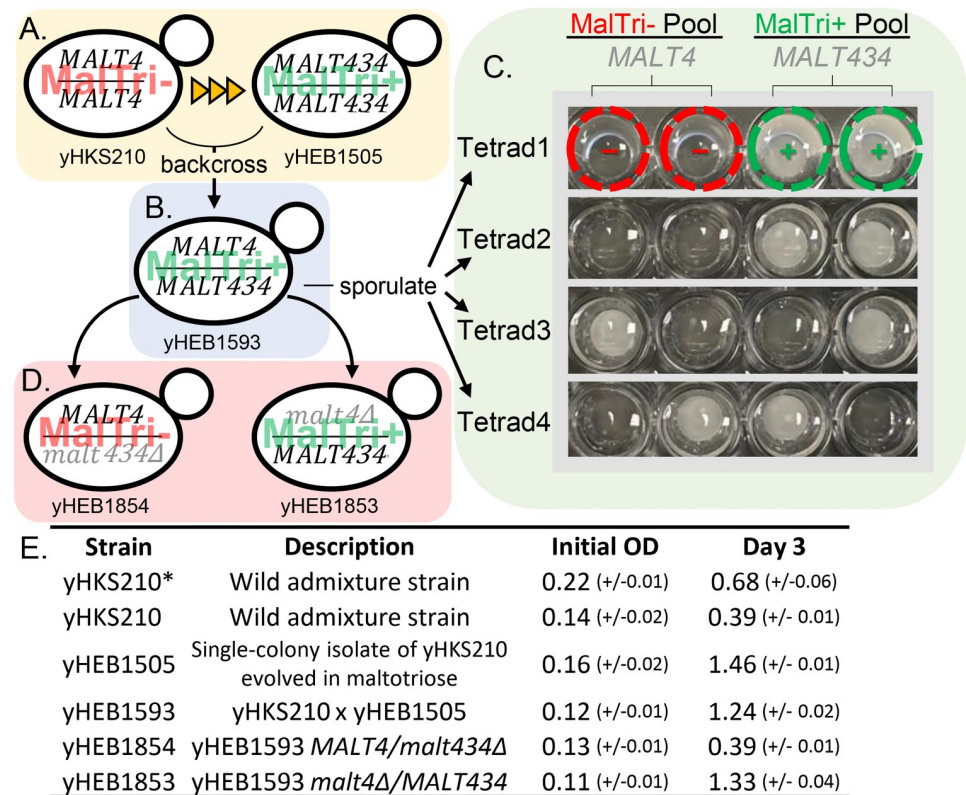 A.
MALT4
MalTri-
MALT4
yHKS210
MALT434
MalTri+
MALT434
yHEB1505
backcross
B.
MALT4
MalTri+
MALT434
yHEB1593
sporulate
C.
MalTri- Pool
MALT4
MalTri+ Pool
MALT434
Tetrad1
- - + +
Tetrad2
Tetrad3
Tetrad4
D.
MALT4
MalTri-
malt434Δ
yHEB1854
malt4Δ
MalTri+
MALT434
yHEB1853
E.
Strain Description Initial OD Day 3
yHKS210* Wild admixture strain 0.22 (+/-0.01) 0.68 (+/-0.06)
yHKS210 Wild admixture strain 0.14 (+/-0.02) 0.39 (+/- 0.01)
yHEB1505 Single-colony isolate of yHKS210
evolved in maltotriose 0.16 (+/-0.02) 1.46 (+/- 0.01)
yHEB1593 yHKS210 x yHEB1505 0.12 (+/-0.01) 1.24 (+/- 0.02)
yHEB1854 yHEB1593 MALT4/malt434Δ 0.13 (+/-0.01) 0.39 (+/- 0.01)
yHEB1853 yHEB1593 malt4Δ/MALT434 0.11 (+/-0.01) 1.33 (+/- 0.04)